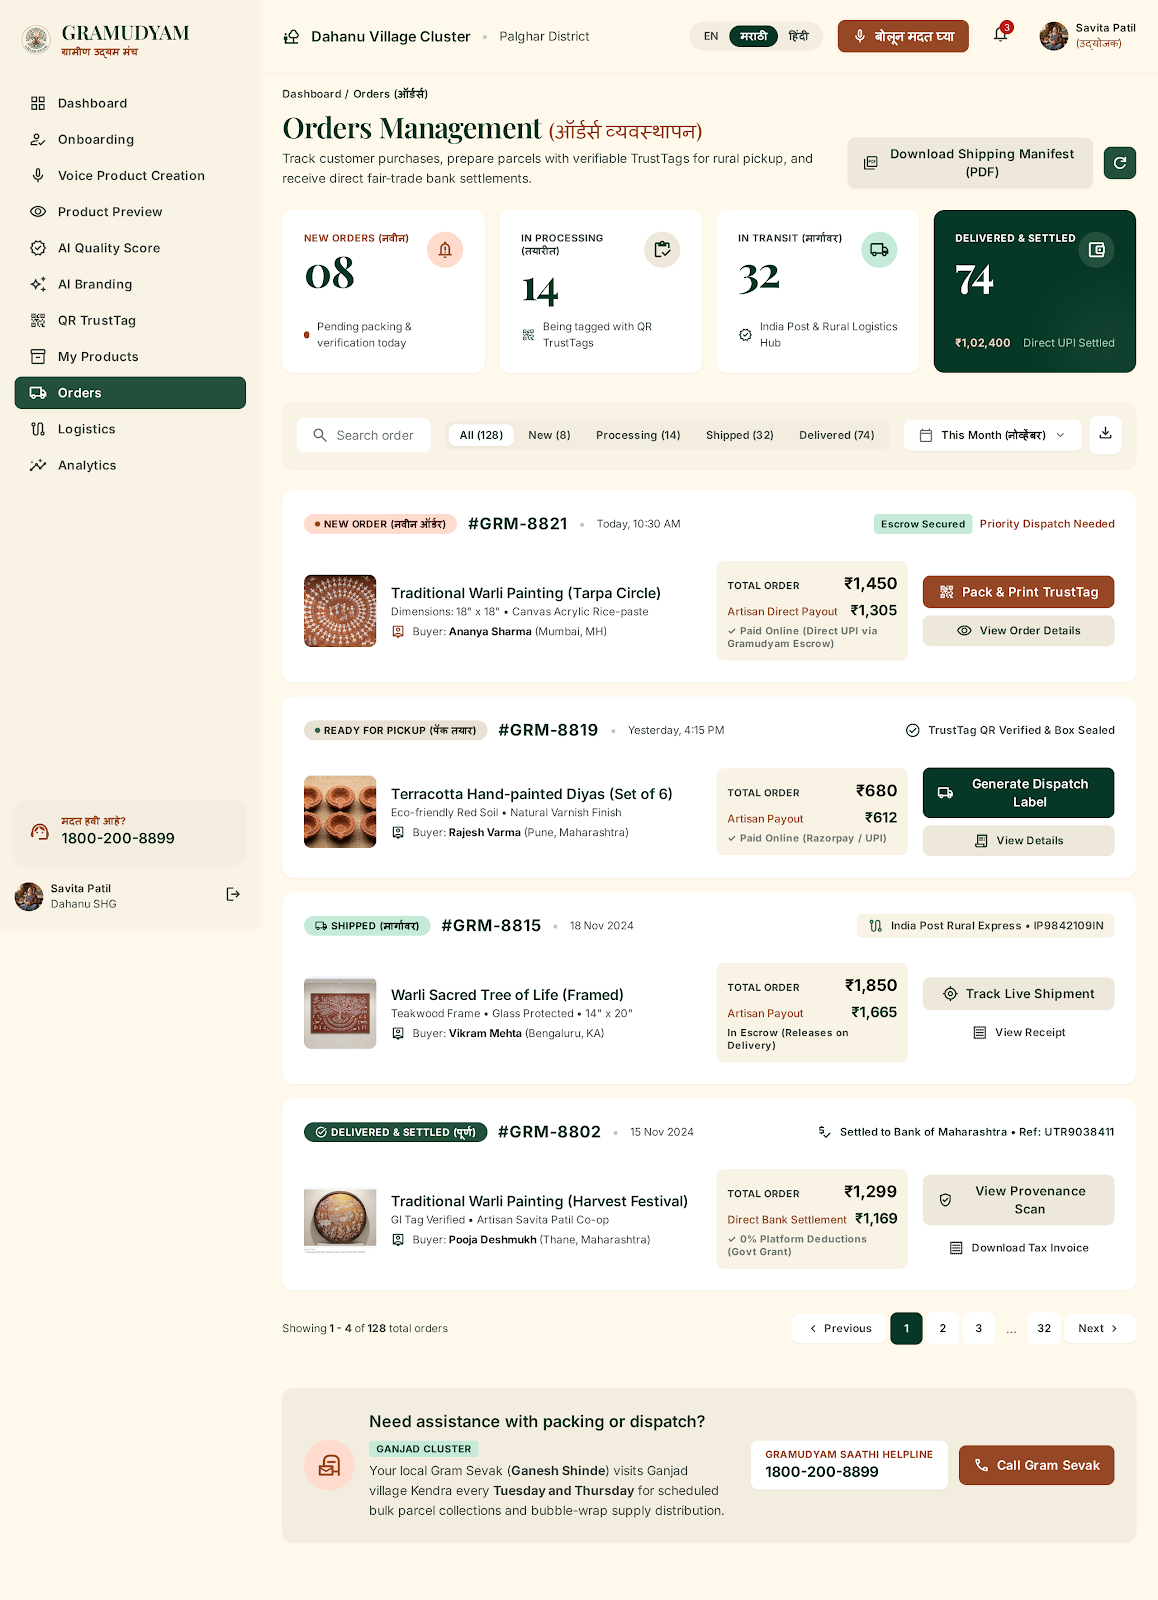 GRAMUDYAM
ग्रामीण उद्यम मंच
Dashboard
Onboarding
Voice Product Creation
Product Preview
AI Quality Score
AI Branding
QR TrustTag
My Products
Orders
Logistics
Analytics
मदत हवी आहे?
1800-200-8899
Savita Patil
Dahanu SHG
Dahanu Village Cluster • Palghar District
EN मराठी हिंदी
बोलून मदत घ्या
3
Savita Patil
(उद्योजक)
Dashboard / Orders (ऑर्डर्स)
Orders Management (ऑर्डर्स व्यवस्थापन)
Track customer purchases, prepare parcels with verifiable TrustTags for rural pickup, and
receive direct fair-trade bank settlements.
Download Shipping Manifest
(PDF)
NEW ORDERS (नवीन)
08
Pending packing &
verification today
IN PROCESSING
(तयारीत)
14
Being tagged with QR
TrustTags
IN TRANSIT (मार्गावर)
32
India Post & Rural Logistics
Hub
DELIVERED & SETTLED
74
₹1,02,400 Direct UPI Settled
Search order
All (128) New (8) Processing (14) Shipped (32) Delivered (74)
This Month (नोव्हेंबर)
NEW ORDER (नवीन ऑर्डर) #GRM-8821 • Today, 10:30 AM
Escrow Secured Priority Dispatch Needed
Traditional Warli Painting (Tarpa Circle)
Dimensions: 18" x 18" • Canvas Acrylic Rice-paste
Buyer: Ananya Sharma (Mumbai, MH)
TOTAL ORDER ₹1,450
Artisan Direct Payout ₹1,305
✓ Paid Online (Direct UPI via
Gramudyam Escrow)
Pack & Print TrustTag
View Order Details
READY FOR PICKUP (पॅक तयार) #GRM-8819 • Yesterday, 4:15 PM
TrustTag QR Verified & Box Sealed
Terracotta Hand-painted Diyas (Set of 6)
Eco-friendly Red Soil • Natural Varnish Finish
Buyer: Rajesh Varma (Pune, Maharashtra)
TOTAL ORDER ₹680
Artisan Payout ₹612
✓ Paid Online (Razorpay / UPI)
Generate Dispatch
Label
View Details
SHIPPED (मार्गावर) #GRM-8815 • 18 Nov 2024
India Post Rural Express • IP9842109IN
Warli Sacred Tree of Life (Framed)
Teakwood Frame • Glass Protected • 14" x 20"
Buyer: Vikram Mehta (Bengaluru, KA)
TOTAL ORDER ₹1,850
Artisan Payout ₹1,665
In Escrow (Releases on
Delivery)
Track Live Shipment
View Receipt
DELIVERED & SETTLED (पूर्ण) #GRM-8802 • 15 Nov 2024
Settled to Bank of Maharashtra • Ref: UTR9038411
Traditional Warli Painting (Harvest Festival)
GI Tag Verified • Artisan Savita Patil Co-op
Buyer: Pooja Deshmukh (Thane, Maharashtra)
TOTAL ORDER ₹1,299
Direct Bank Settlement ₹1,169
✓ 0% Platform Deductions
(Govt Grant)
View Provenance
Scan
Download Tax Invoice
Showing 1 - 4 of 128 total orders
Previous 1 2 3 ... 32 Next
Need assistance with packing or dispatch?
GANJAD CLUSTER
Your local Gram Sevak (Ganesh Shinde) visits Ganjad
village Kendra every Tuesday and Thursday for scheduled
bulk parcel collections and bubble-wrap supply distribution.
GRAMUDYAM SAATHI HELPLINE
1800-200-8899
Call Gram Sevak